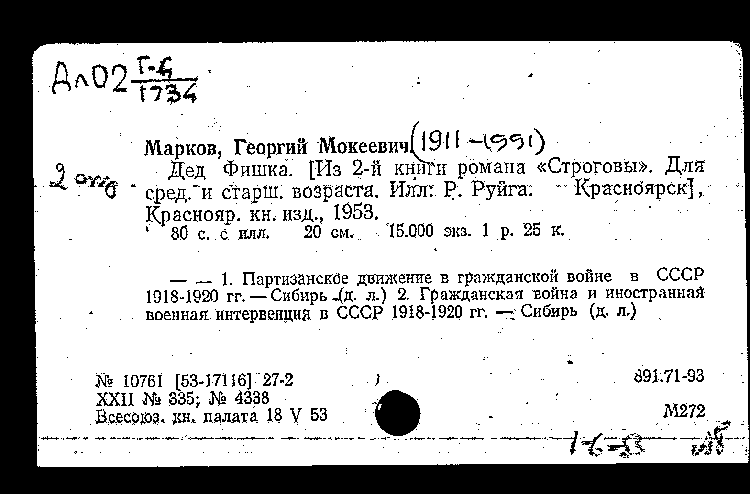 Дл02 Г-4
1734
Марков, Георгий Мокеевич (1911-1991)
Дед Фишка. [Из 2-й книги романа «Строговы». Для
2 отд
сред. и старш. возраста. Илл: Р. Руйга. Красноярск],
Краснояр. кн. изд., 1953.
80 с. с илл. 20 см. 15.000 экз. 1 р. 25 к.
— — 1. Партизанское движение в гражданской войне в СССР
1918-1920 гг. — Сибирь (д. л.) 2. Гражданская война и иностранная
военная интервенция в СССР 1918-1920 гг. — Сибирь (д. л.)
№ 10761 [53-17116] 27-2 891.71-93
XXII № 335; № 4338
Всесоюз. кн. палата 18 V 53 М272
1-6-53